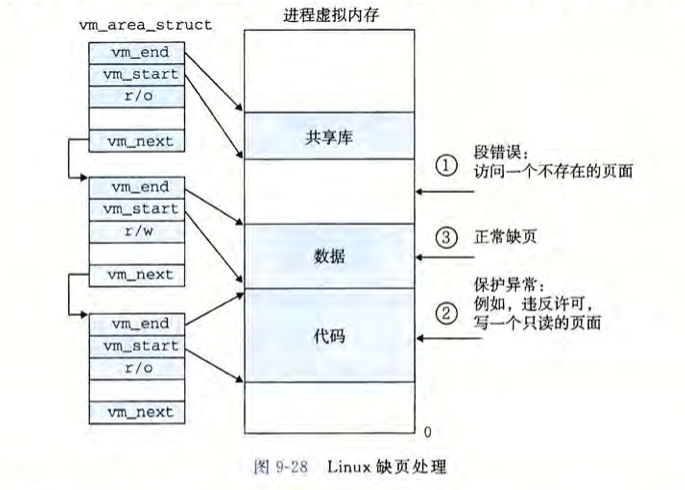 进程虚拟内存
vm_area_struct
vm_end
vm_start
r/o
vm_next
共享库
①
段错误：
访问一个不存在的页面
vm_end
vm_start
r/w
vm_next
数据
③
正常缺页
vm_end
vm_start
r/o
vm_next
代码
②
保护异常：
例如，违反许可，
写一个只读的页面
0
图 9-28 Linux 缺页处理